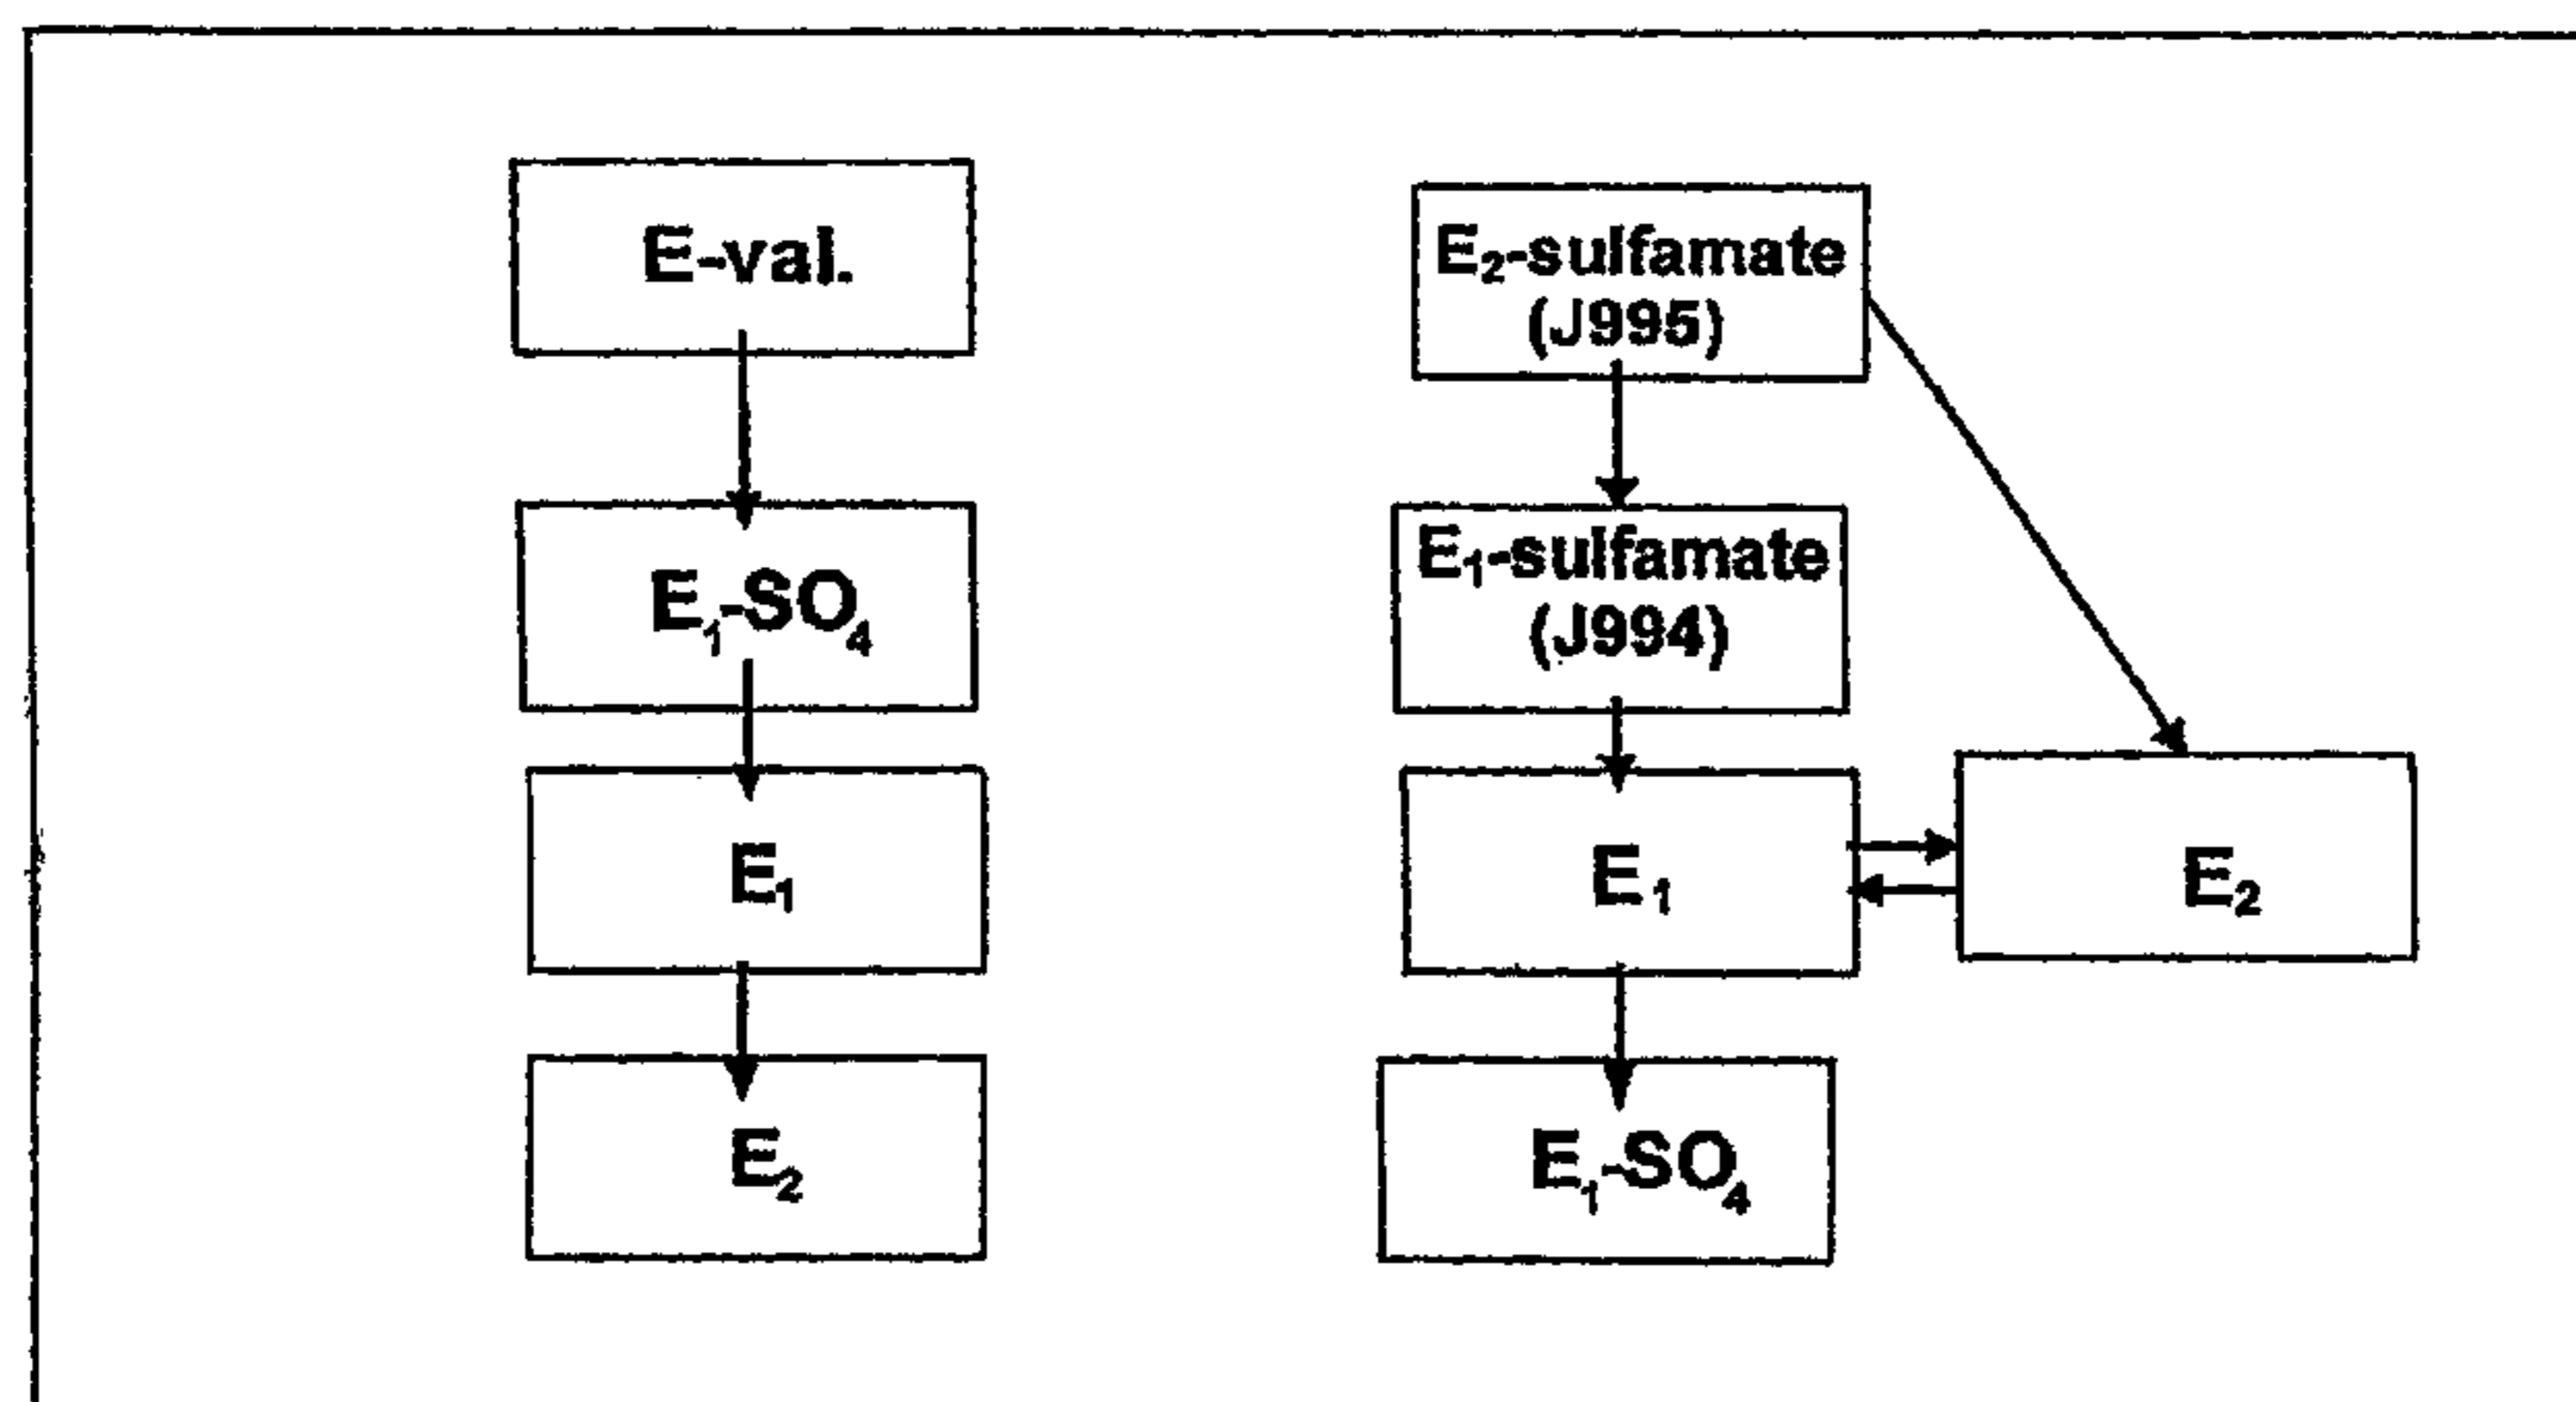 E-val.
E₁-SO₄
E₁
E₂
E₂-sulfamate
(J995)
E₁-sulfamate
(J994)
E₁
E₂
E₁-SO₄